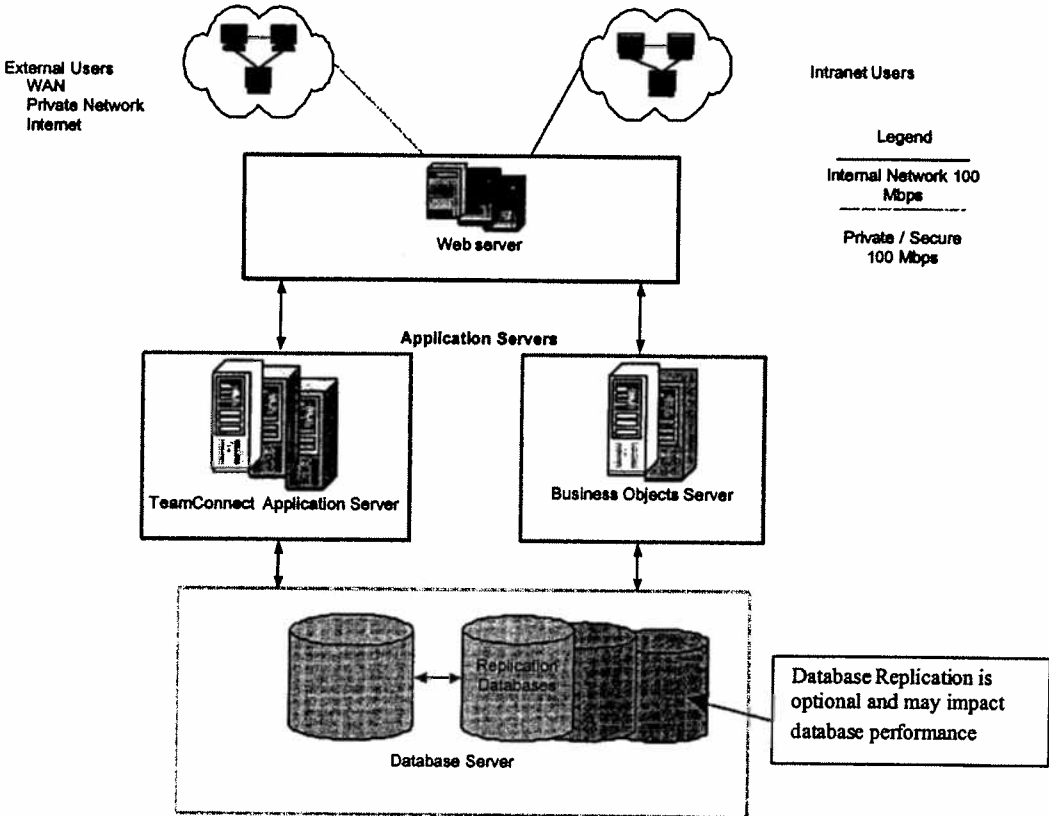 External Users
WAN
Private Network
Internet
Intranet Users
Legend
Internal Network 100
Mbps
Private / Secure
100 Mbps
Web server
Application Servers
TeamConnect Application Server
Business Objects Server
Replication
Databases
Database Server
Database Replication is
optional and may impact
database performance